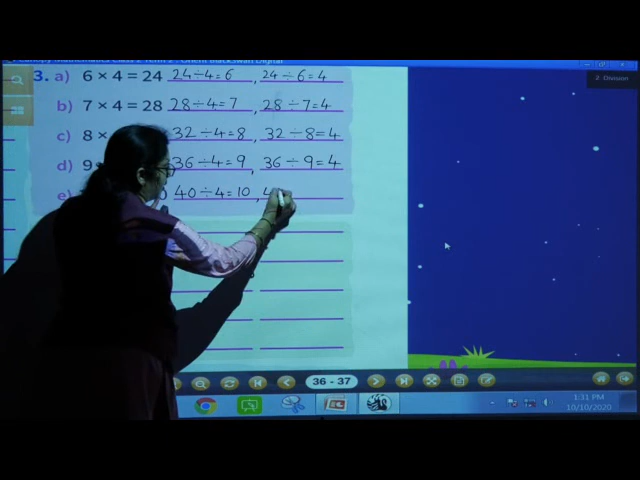 2 Division
3. a) 6 × 4 = 24 24÷4=6 , 24÷6=4
b) 7 × 4 = 28 28÷4=7 , 28÷7=4
c) 8 × 32÷4=8 , 32÷8=4
d) 9 36÷4=9 , 36÷9=4
e) 0 40÷4=10 , 4
36 - 37
1:31 PM
10/10/2020